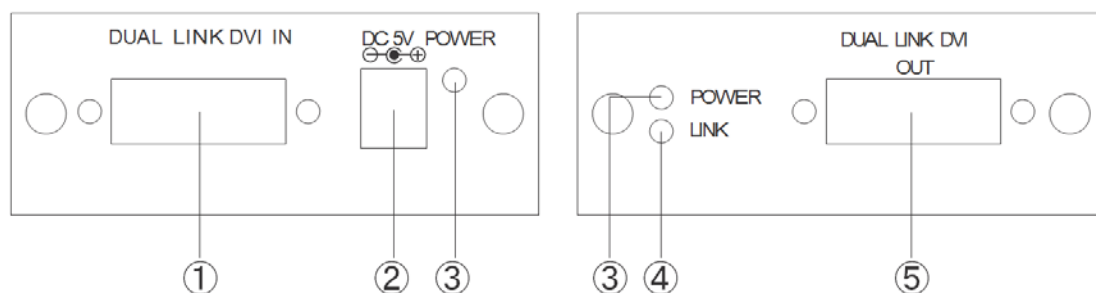 DUAL LINK DVI IN
DC 5V POWER
① ② ③
DUAL LINK DVI
OUT
POWER
LINK
③ ④ ⑤